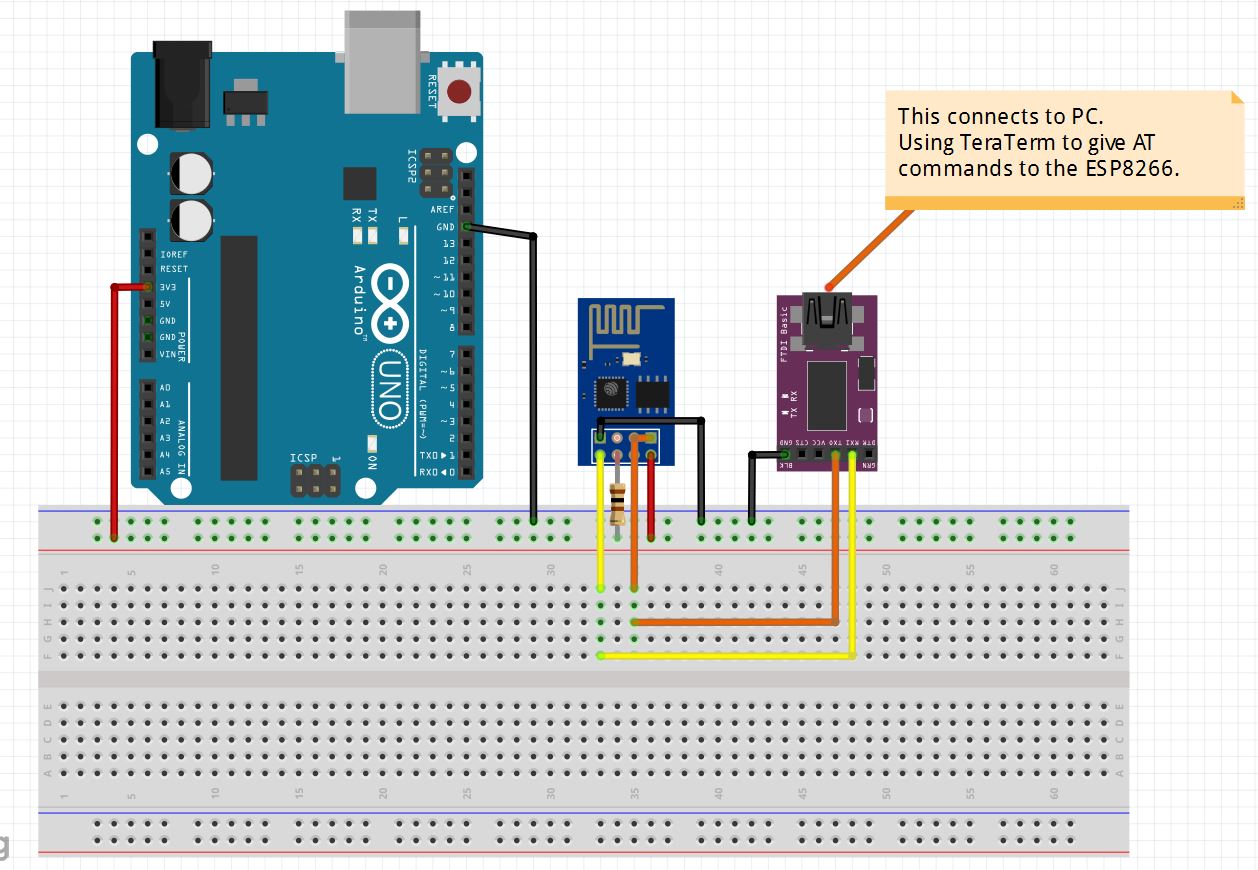 This connects to PC.
Using TeraTerm to give AT
commands to the ESP8266.
RESET
ICSP2
AREF
GND
13
12
~ 11
~ 10
~ 9
8
RX
TX
L
Arduino™
UNO
IOREF
RESET
3V3
5V
GND
GND
VIN
POWER
A0
A1
A2
A3
A4
A5
ANALOG IN
7
~ 6
~ 5
4
~ 3
2
TXO ▶ 1
RXO ◀ 0
DIGITAL (PWM=~)
ON
ICSP
1
FTDI Basic
TX RX
GND CTS VCC TXO RXI DTR
BLK
GRN
1 5 10 15 20 25 30 35 40 45 50 55 60
J J
I I
H H
G G
F F
E E
D D
C C
B B
A A
1 5 10 15 20 25 30 35 40 45 50 55 60
g